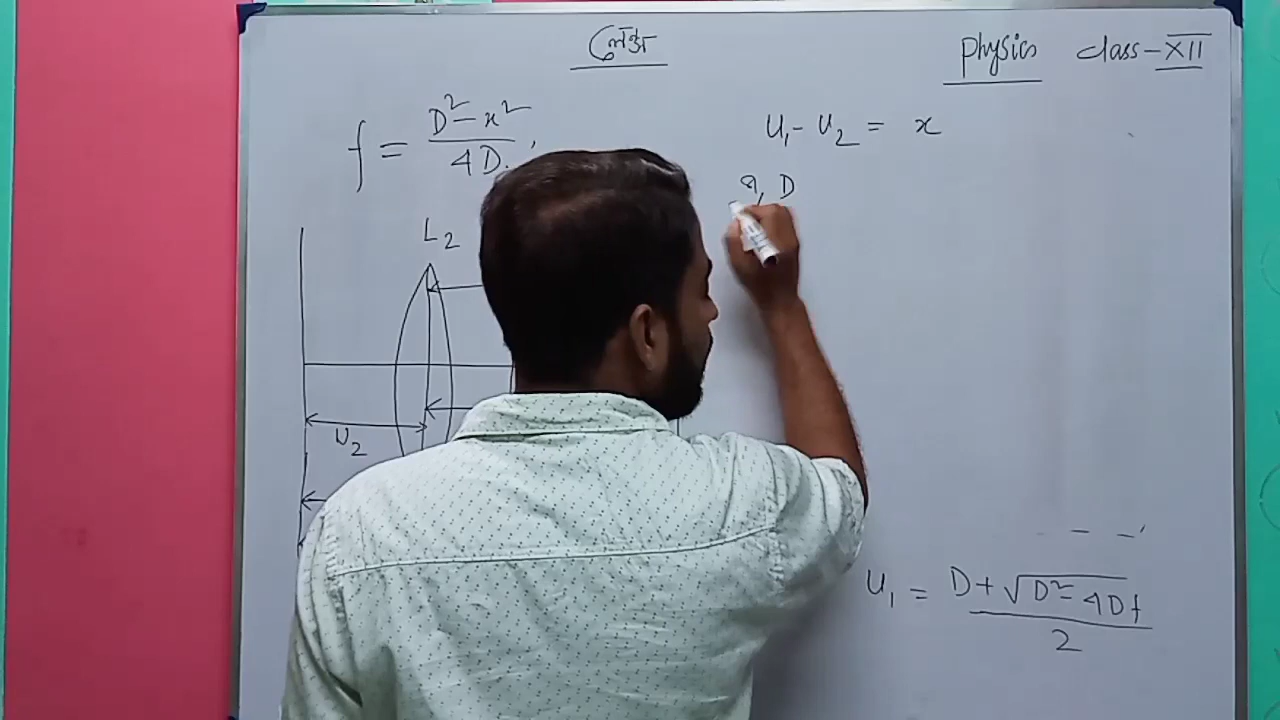 লেন্স
Physics class-XII
f = D²-x² / 4D.
u₁- u₂ = x
বা, D
L₂
u₂
u₁ = D+√D²-4Df / 2